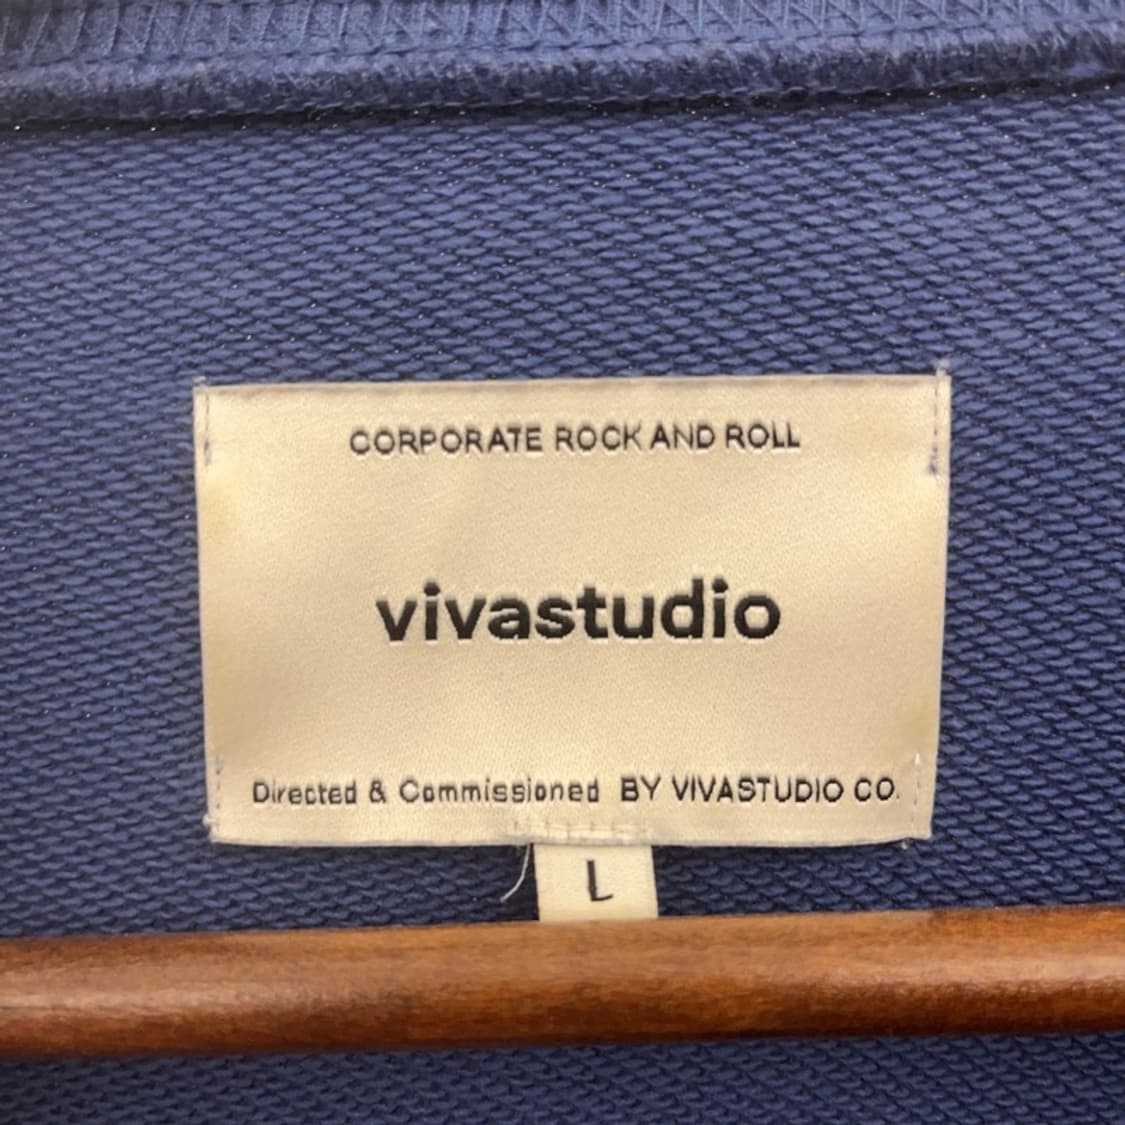 CORPORATE ROCK AND ROLL
vivastudio
Directed & Commissioned BY VIVASTUDIO CO.
L